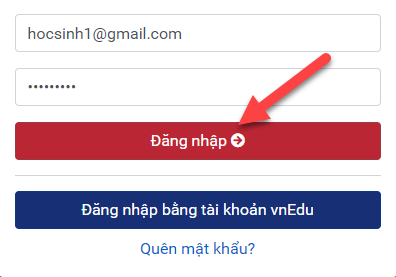 hocsinh1@gmail.com
•••••••••
Đăng nhập
Đăng nhập bằng tài khoản vnEdu
Quên mật khẩu?